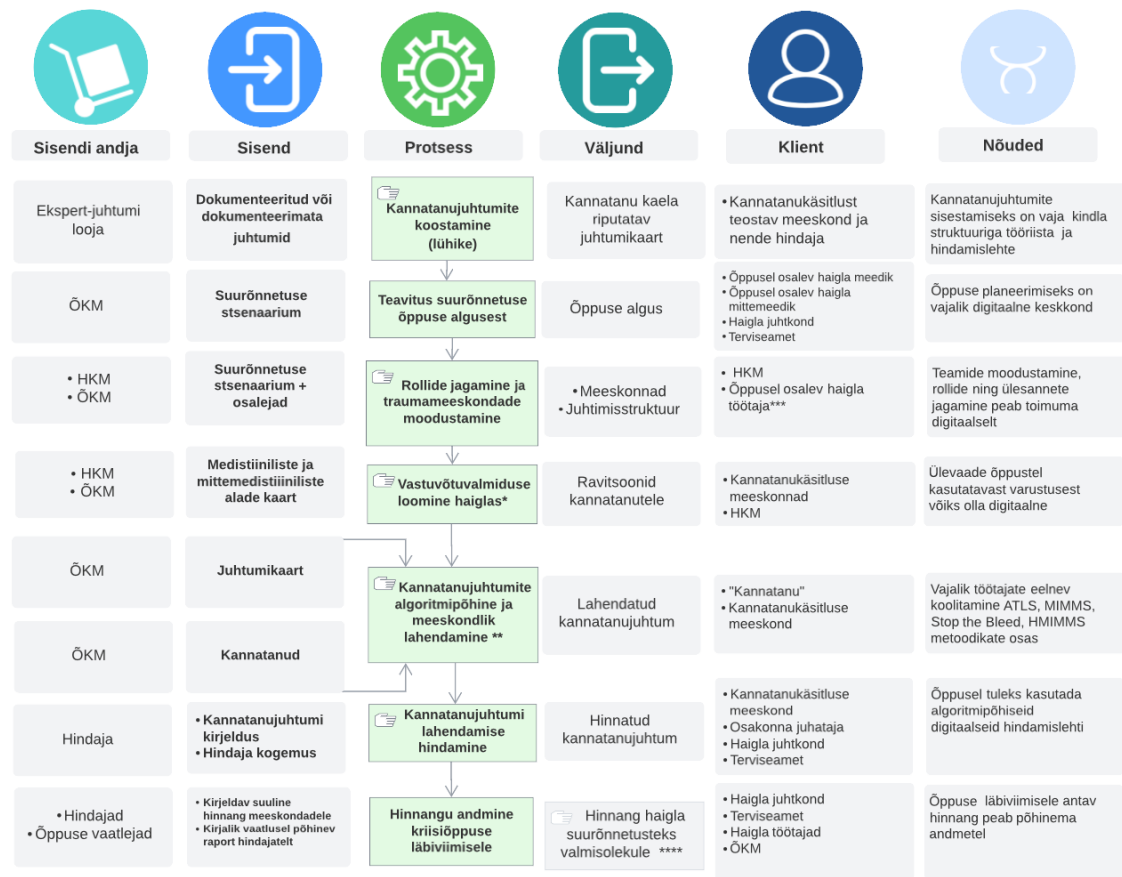 Sisendi andja
Sisend
Protsess
Väljund
Klient
Nõuded
Ekspert-juhtumi
looja
Dokumenteeritud või
dokumenteerimata
juhtumid
Kannatanujuhtumite
koostamine
(lühike)
Kannatanu kaela
riputatav
juhtumikaart
• Kannatanukäsitlust
teostav meeskond ja
nende hindaja
Kannatanujuhtumite
sisestamiseks on vaja kindla
struktuuriga tööriista ja
hindamislehte
ÕKM
Suurõnnetuse
stsenaarium
Teavitus suurõnnetuse
õppuse algusest
Õppuse algus
• Õppusel osalev haigla meedik
• Õppusel osalev haigla
mittemeedik
• Haigla juhtkond
• Terviseamet
Õppuse planeerimiseks on
vajalik digitaalne keskkond
• HKM
• ÕKM
Suurõnnetuse
stsenaarium +
osalejad
Rollide jagamine ja
traumameeskondade
moodustamine
• Meeskonnad
• Juhtimisstruktuur
• HKM
• Õppusel osalev haigla
töötaja***
Teamide moodustamine,
rollide ning ülesannete
jagamine peab toimuma
digitaalselt
• HKM
• ÕKM
Medistiiniliste ja
mittemedistiiiniliste
alade kaart
Vastuvõtuvalmiduse
loomine haiglas*
Ravitsoonid
kannatanutele
• Kannatanukäsitluse
meeskonnad
• HKM
Ülevaade õppustel
kasutatavast varustusest
võiks olla digitaalne
ÕKM
Juhtumikaart
Kannatanujuhtumite
algoritmipõhine ja
meeskondlik
lahendamine **
Lahendatud
kannatanujuhtum
• "Kannatanu"
• Kannatanukäsitluse
meeskond
Vajalik töötajate eelnev
koolitamine ATLS, MIMMS,
Stop the Bleed, HMIMMS
metoodikate osas
ÕKM
Kannatanud
Hindaja
• Kannatanujuhtumi
kirjeldus
• Hindaja kogemus
Kannatanujuhtumi
lahendamise
hindamine
Hinnatud
kannatanujuhtum
• Kannatanukäsitluse
meeskond
• Osakonna juhataja
• Haigla juhtkond
• Terviseamet
Õppusel tuleks kasutada
algoritmipõhiseid
digitaalseid hindamislehti
• Hindajad
• Õppuse vaatlejad
• Kirjeldav suuline
hinnang meeskondadele
• Kirjalik vaatlusel põhinev
raport hindajatelt
Hinnangu andmine
kriisiõppuse
läbiviimisele
Hinnang haigla
suurõnnetusteks
valmisolekule ****
• Haigla juhtkond
• Terviseamet
• Haigla töötajad
• ÕKM
Õppuse läbiviimisele antav
hinnang peab põhinema
andmetel